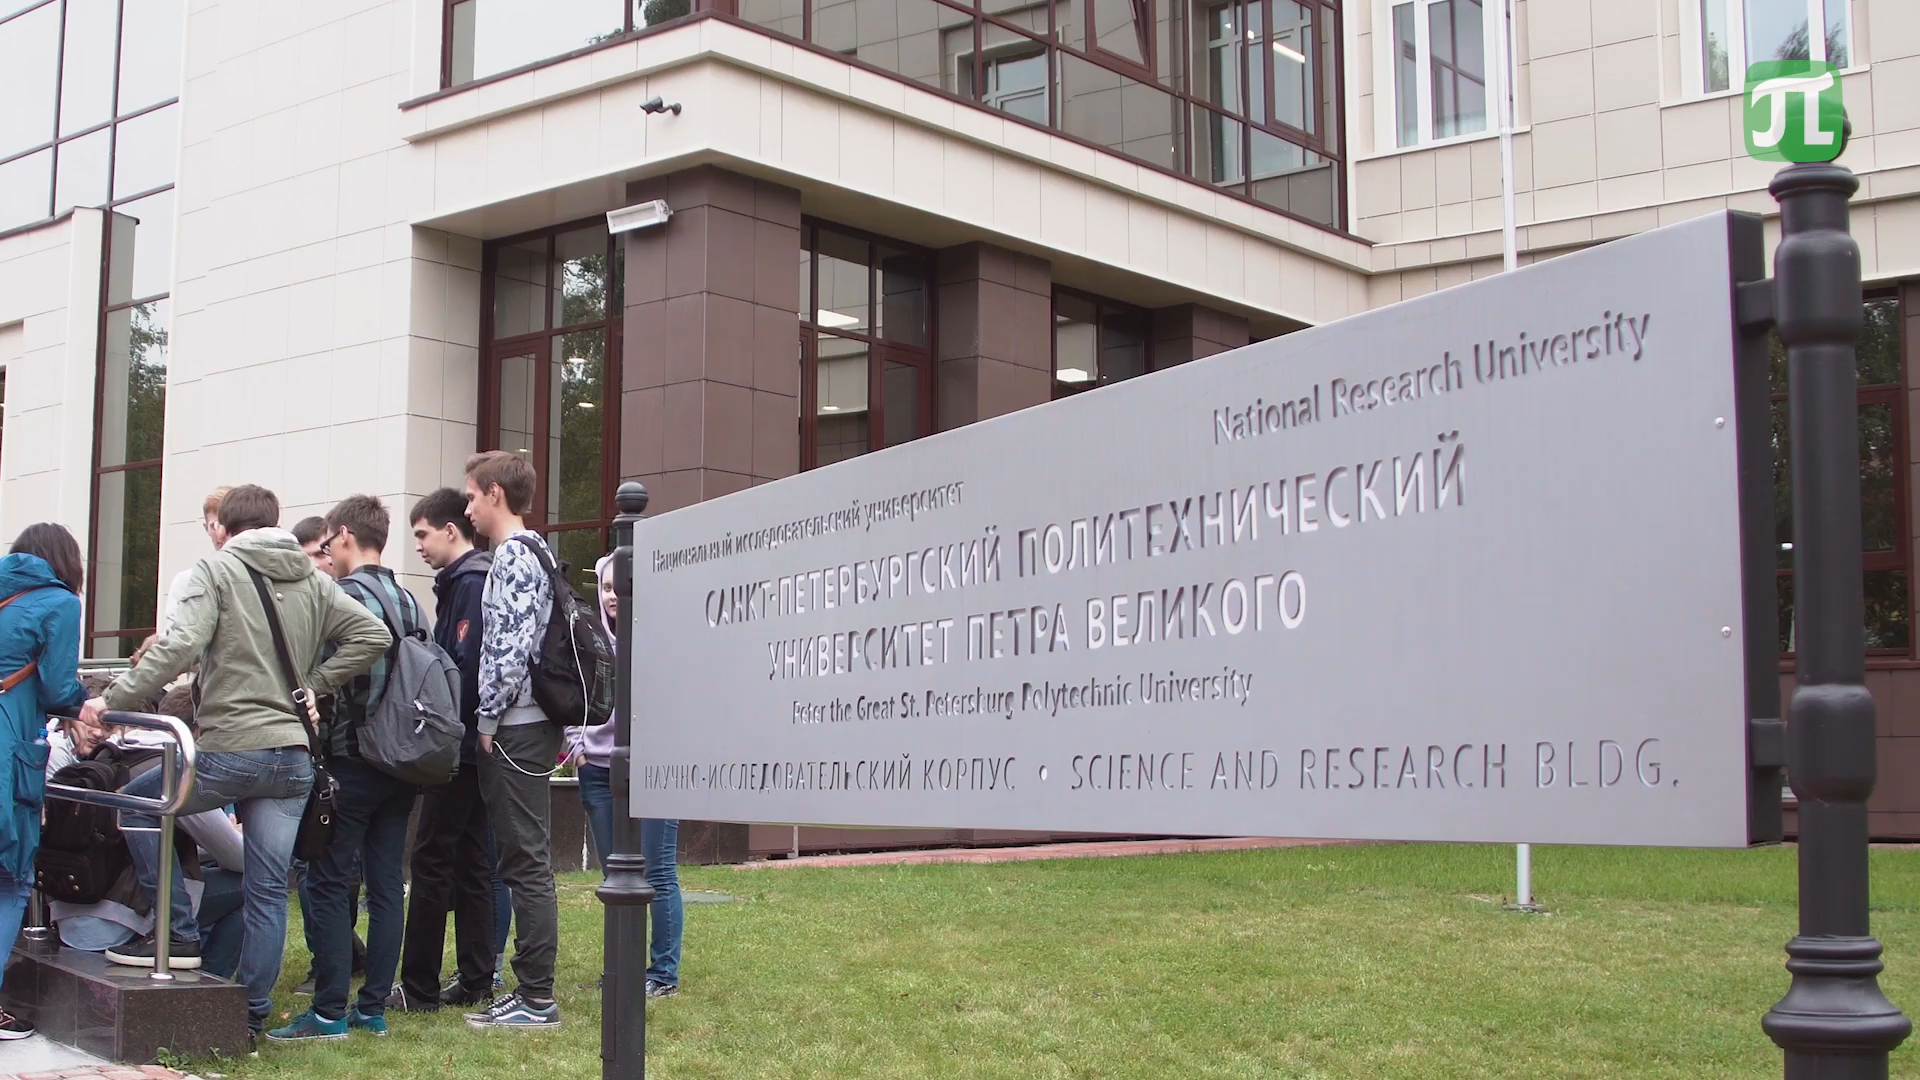 National Research University
Национальный исследовательский университет
САНКТ-ПЕТЕРБУРГСКИЙ ПОЛИТЕХНИЧЕСКИЙ
УНИВЕРСИТЕТ ПЕТРА ВЕЛИКОГО
Peter the Great St. Petersburg Polytechnic University
НАУЧНО-ИССЛЕДОВАТЕЛЬСКИЙ КОРПУС • SCIENCE AND RESEARCH BLDG.